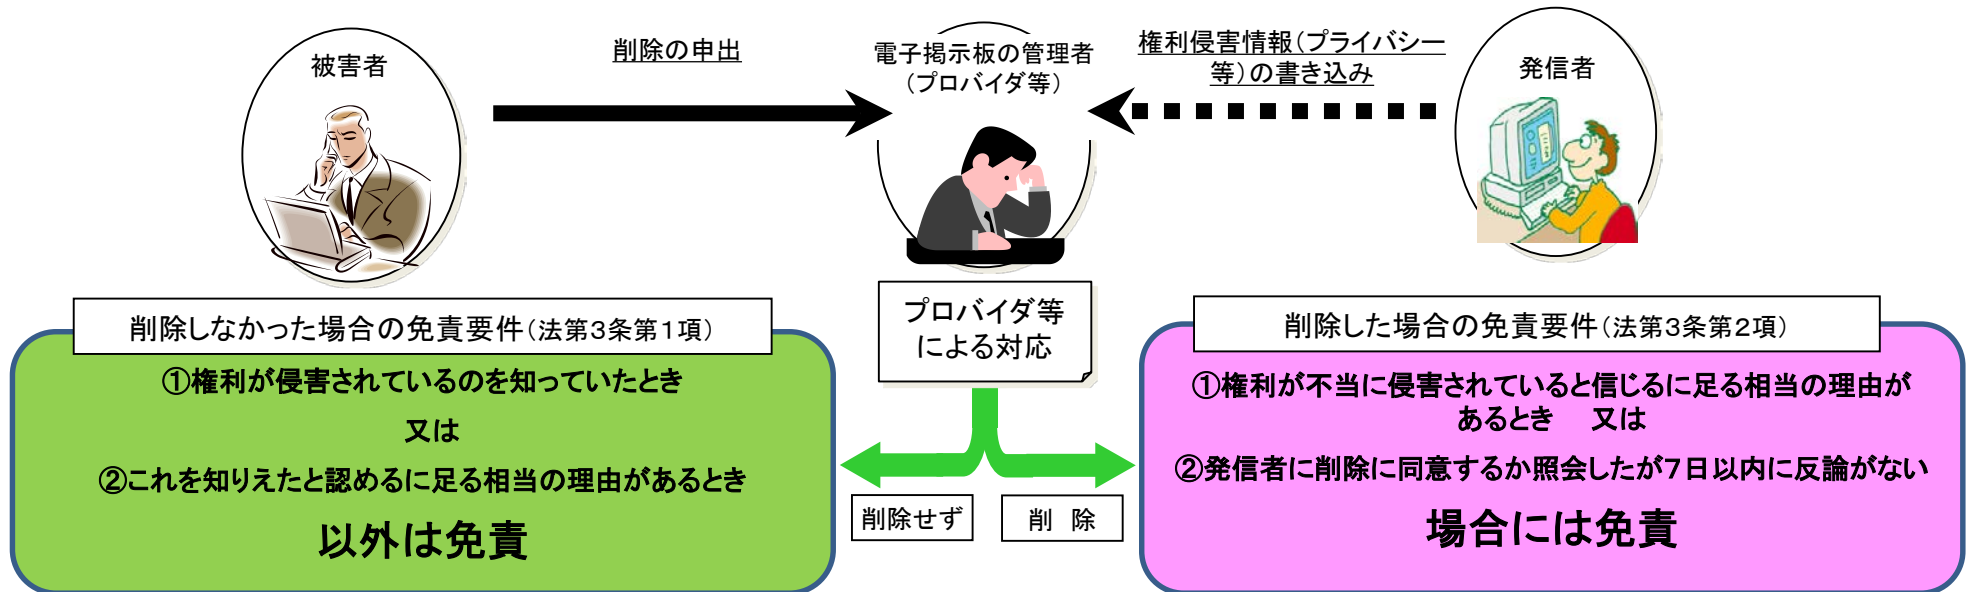 被害者
削除の申出
電子掲示板の管理者
(プロバイダ等)
権利侵害情報(プライバシー
等)の書き込み
発信者
削除しなかった場合の免責要件(法第3条第1項)
①権利が侵害されているのを知っていたとき
又は
②これを知りえたと認めるに足る相当の理由があるとき
以外は免責
プロバイダ等
による対応
削除せず
削 除
削除した場合の免責要件(法第3条第2項)
①権利が不当に侵害されていると信じるに足る相当の理由が
あるとき 又は
②発信者に削除に同意するか照会したが7日以内に反論がない
場合には免責